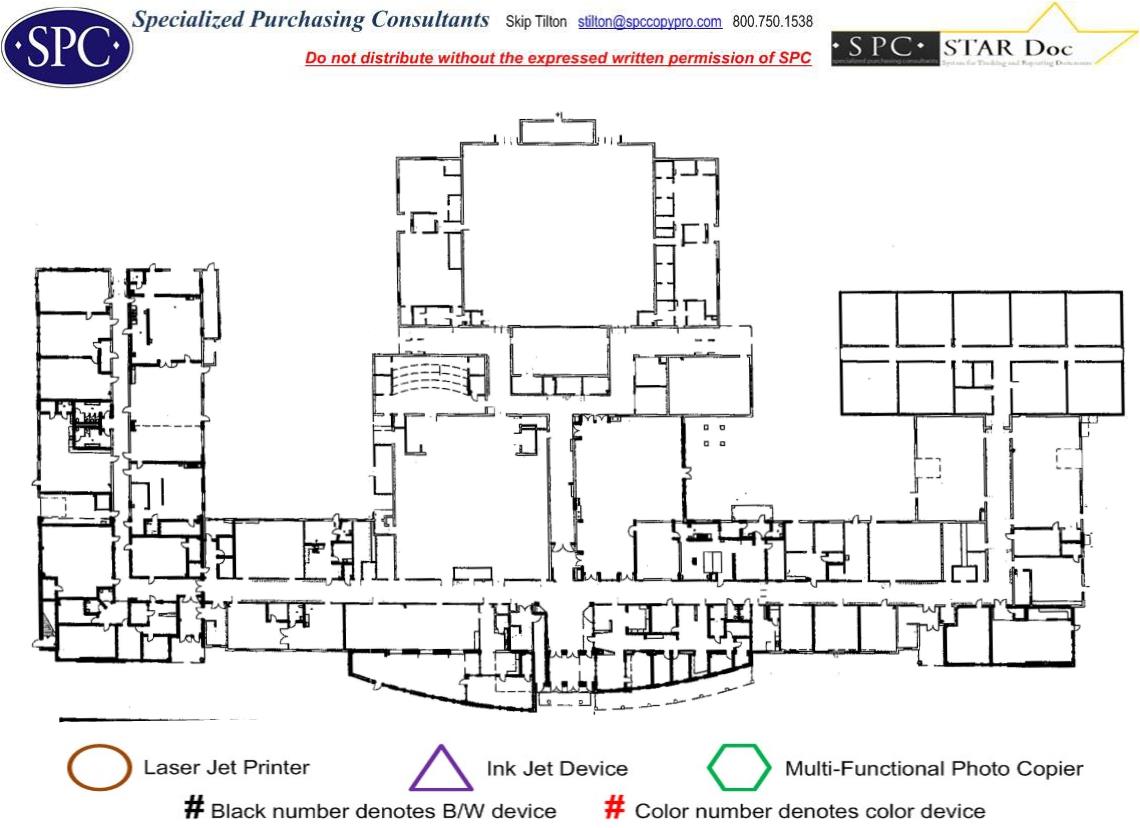 Specialized Purchasing Consultants Skip Tilton stilton@spccopypro.com 800.750.1538
·SPC·
Do not distribute without the expressed written permission of SPC
·SPC· STAR Doc
specialized purchasing consultants System for Tracking and Reporting Documents
Laser Jet Printer Ink Jet Device Multi-Functional Photo Copier
# Black number denotes B/W device # Color number denotes color device